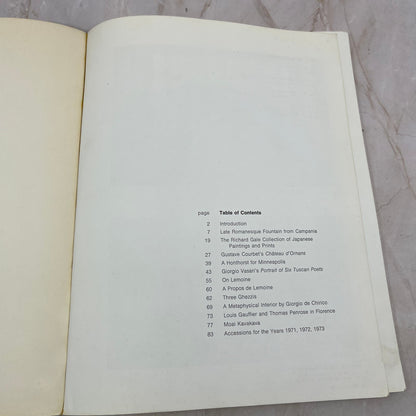 page Table of Contents
2 Introduction
7 Late Romanesque Fountain from Campania
19 The Richard Gale Collection of Japanese
Paintings and Prints
27 Gustave Courbet's Château d'Ornans
39 A Honthorst for Minneapolis
43 Giorgio Vasari's Portrait of Six Tuscan Poets
55 On Lemoine
60 A Propos de Lemoine
62 Three Ghezzis
69 A Metaphysical Interior by Giorgio de Chirico
73 Louis Gauffier and Thomas Penrose in Florence
77 Moai Kavakava
83 Accessions for the Years 1971, 1972, 1973